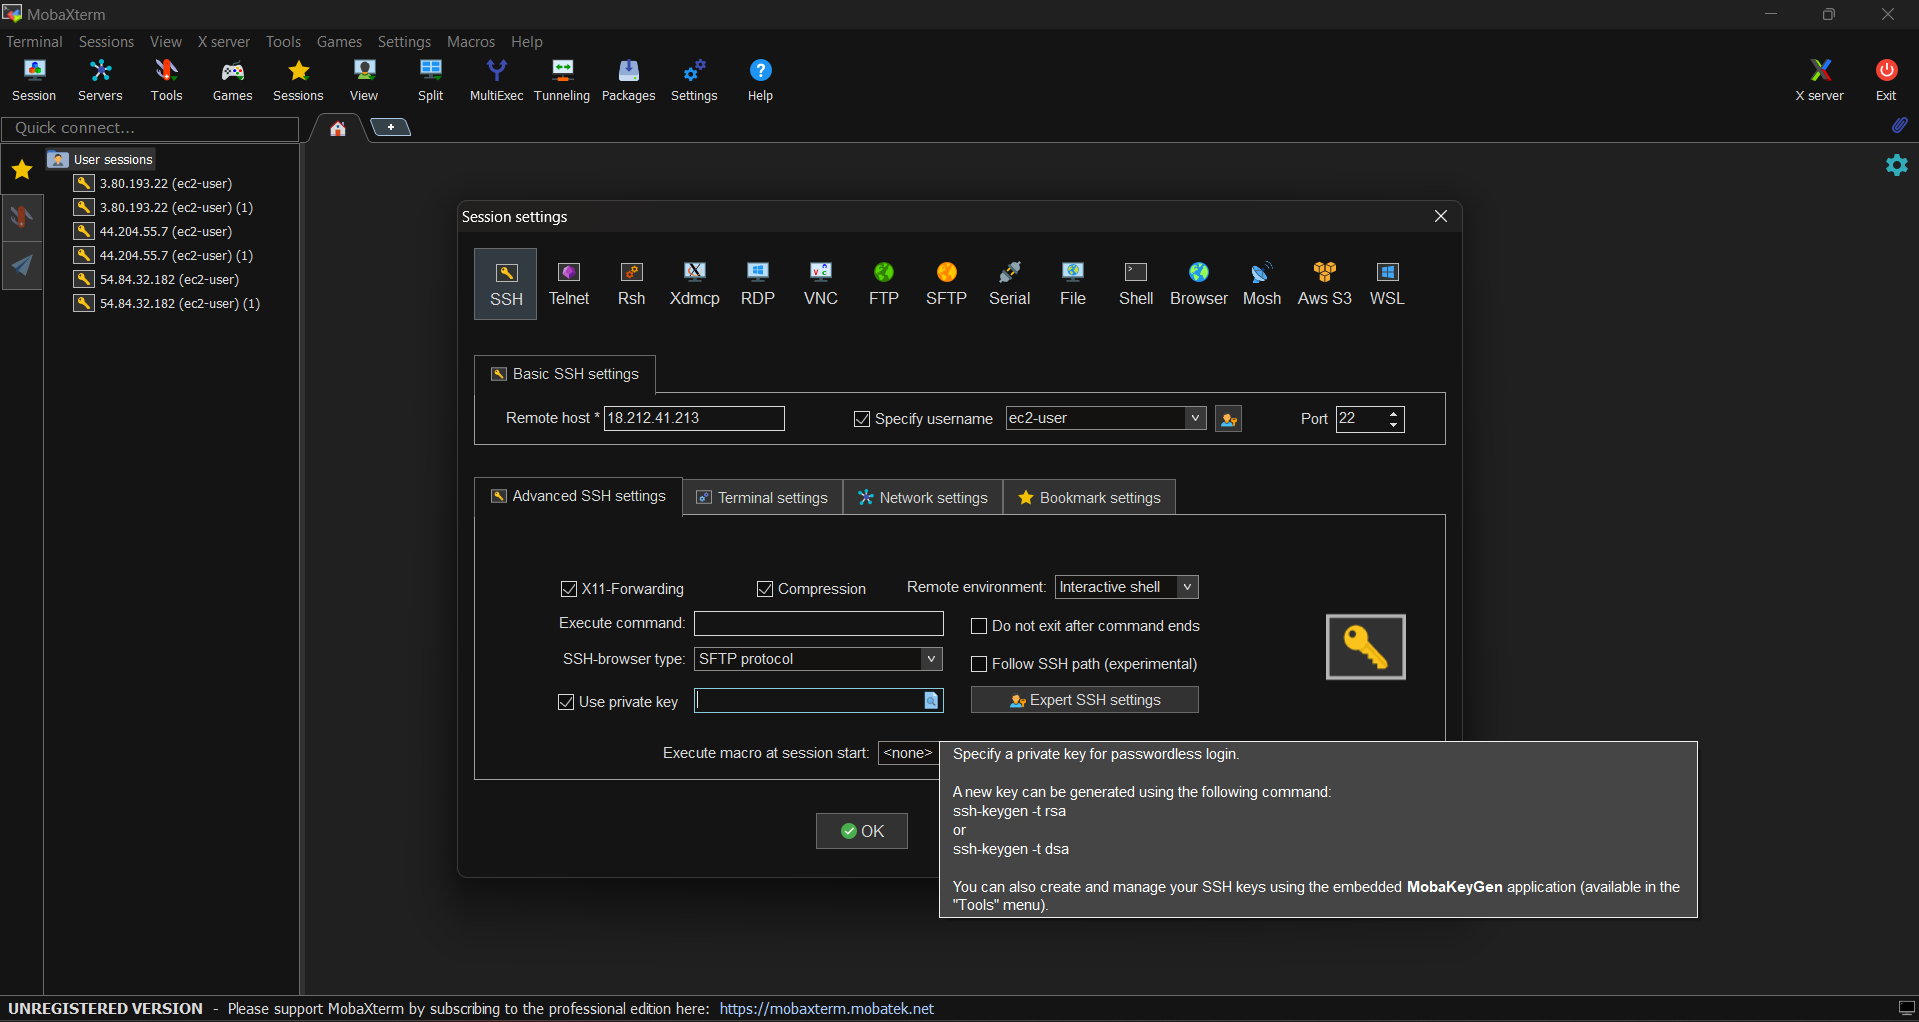 MobaXterm
Terminal Sessions View X server Tools Games Settings Macros Help
Session Servers Tools Games Sessions View Split MultiExec Tunneling Packages Settings Help X server Exit
Quick connect...
User sessions
3.80.193.22 (ec2-user)
3.80.193.22 (ec2-user) (1)
44.204.55.7 (ec2-user)
44.204.55.7 (ec2-user) (1)
54.84.32.182 (ec2-user)
54.84.32.182 (ec2-user) (1)
Session settings
SSH Telnet Rsh Xdmcp RDP VNC FTP SFTP Serial File Shell Browser Mosh Aws S3 WSL
Basic SSH settings
Remote host * 18.212.41.213 Specify username ec2-user Port 22
Advanced SSH settings Terminal settings Network settings Bookmark settings
X11-Forwarding Compression Remote environment: Interactive shell
Execute command: Do not exit after command ends
SSH-browser type: SFTP protocol Follow SSH path (experimental)
Use private key Expert SSH settings
Execute macro at session start: <none>
OK
Specify a private key for passwordless login.
A new key can be generated using the following command:
ssh-keygen -t rsa
or
ssh-keygen -t dsa
You can also create and manage your SSH keys using the embedded MobaKeyGen application (available in the
"Tools" menu).
UNREGISTERED VERSION - Please support MobaXterm by subscribing to the professional edition here: https://mobaxterm.mobatek.net